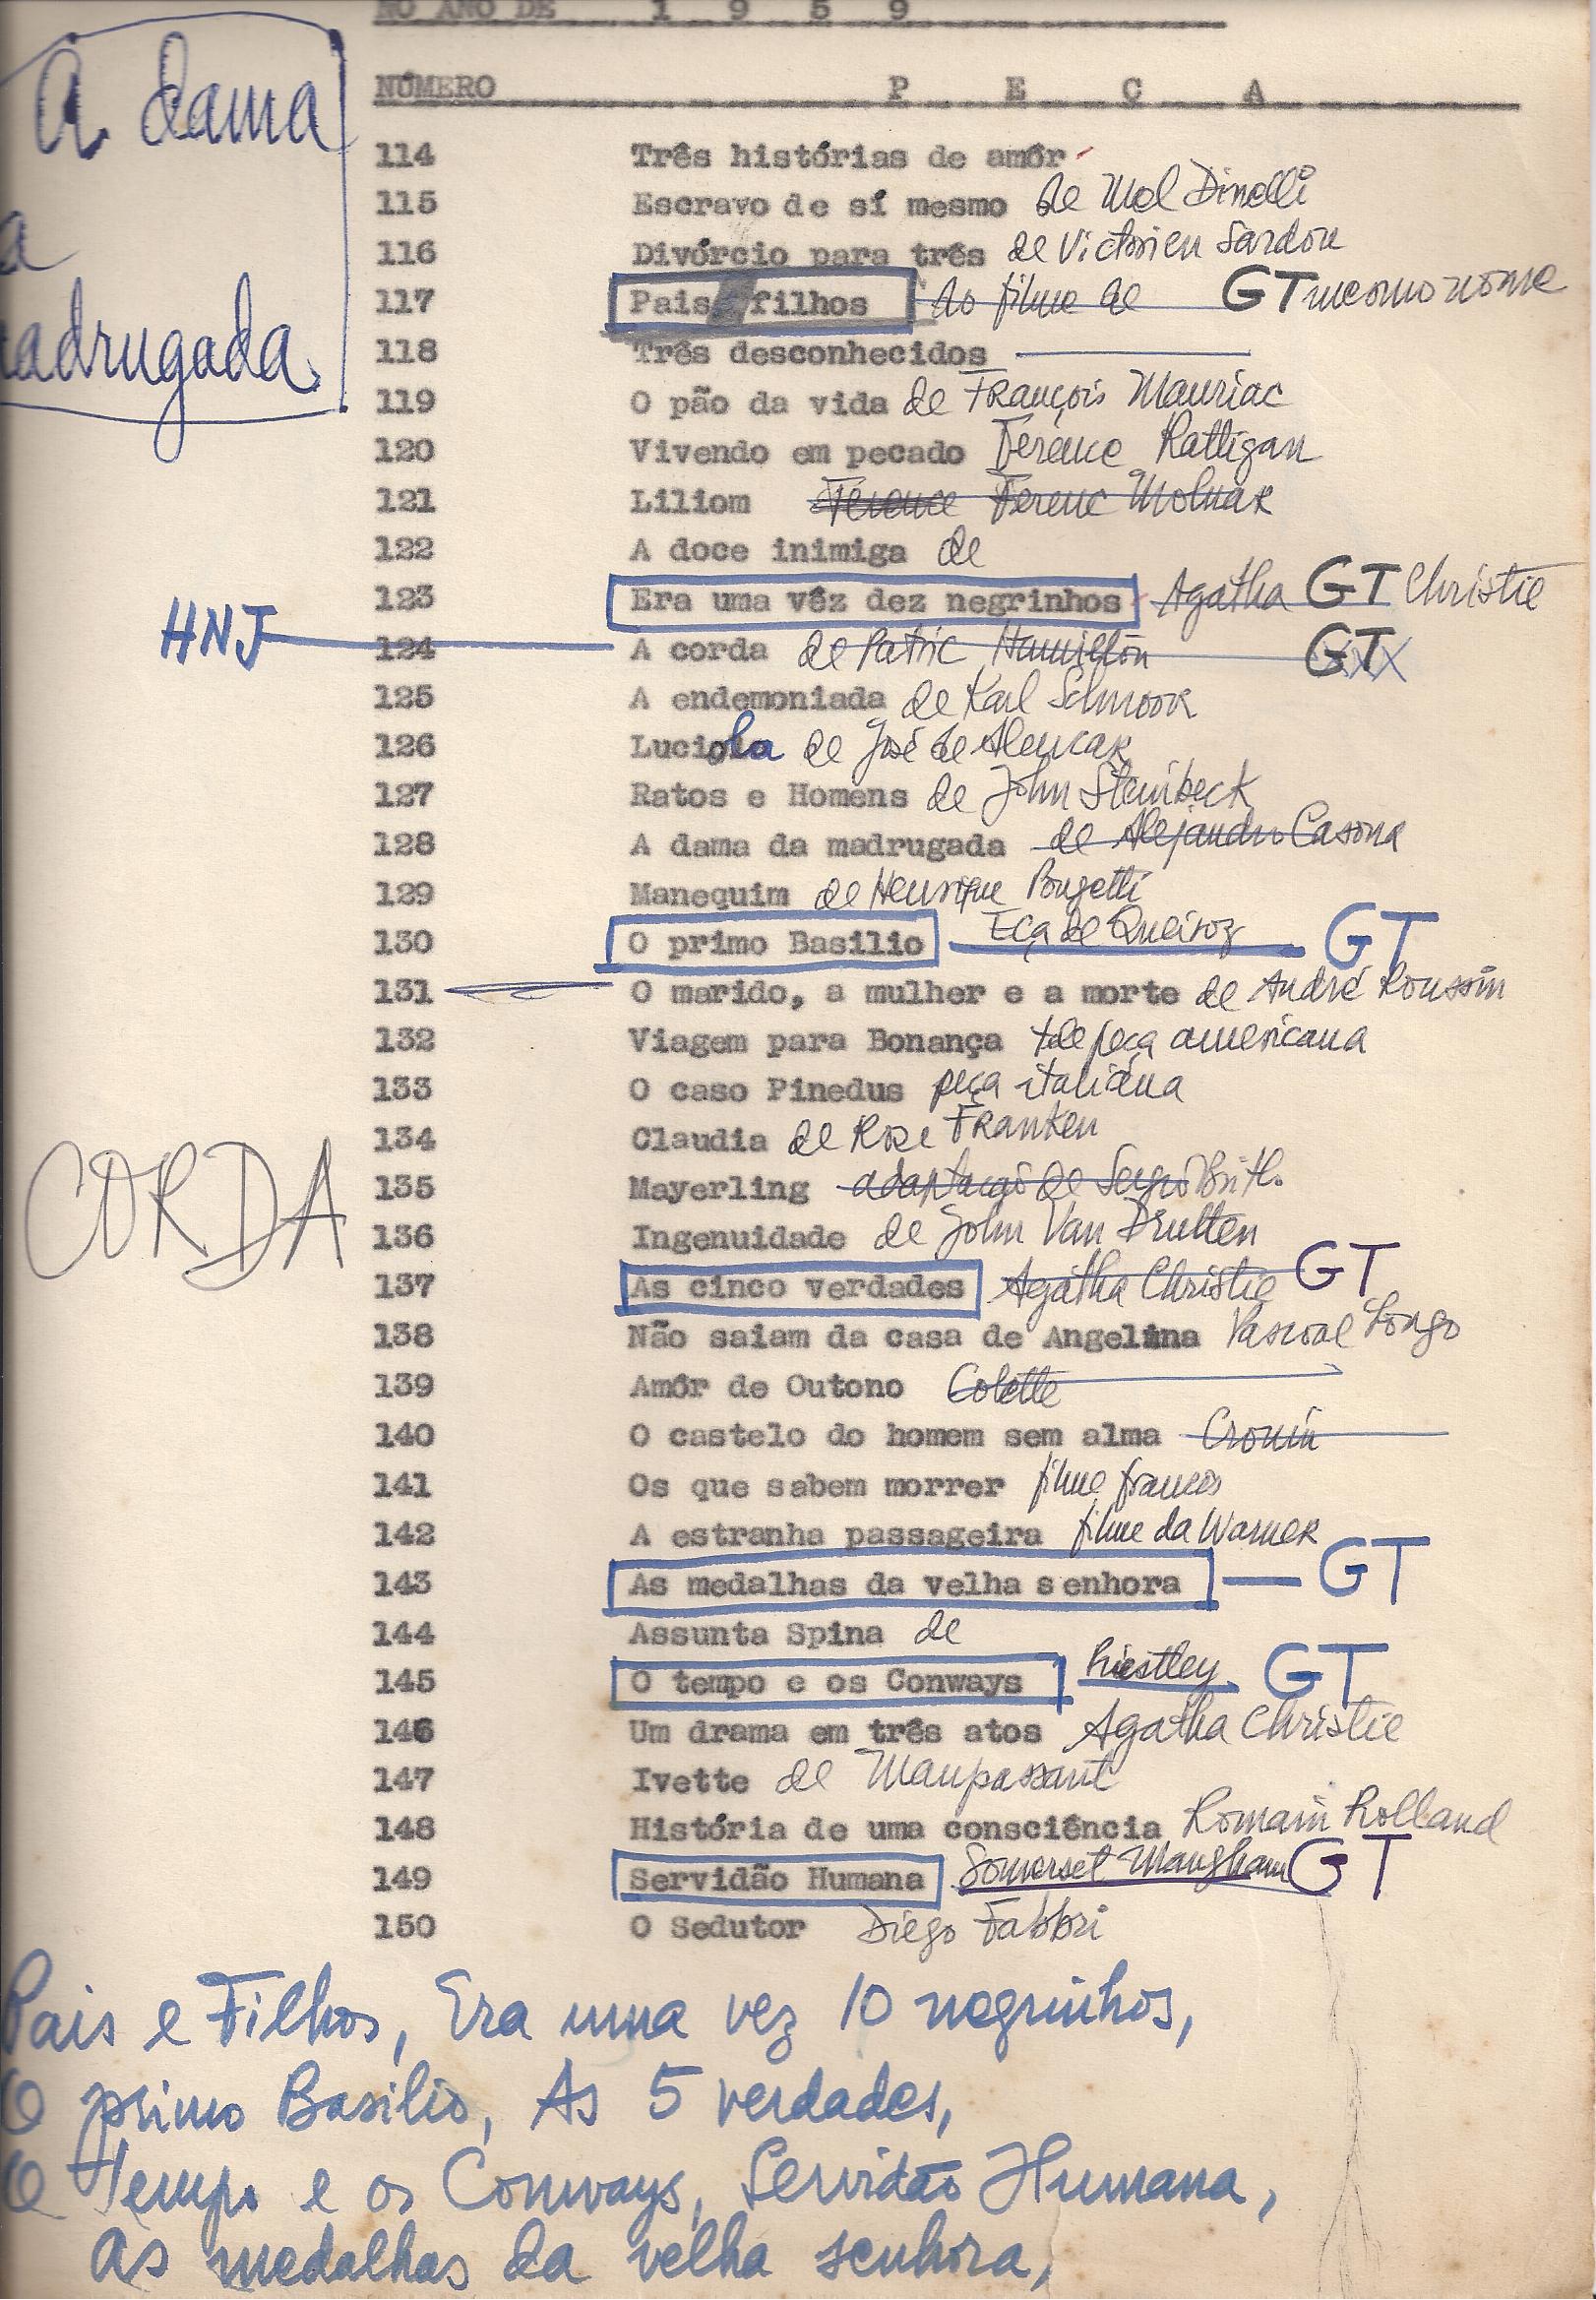 NO ANO DE 1 9 5 9
A dama
NÚMERO P E Ç A
114 Três histórias de amôr
115 Escravo de si mesmo de Mel Dinelli
116 Divórcio para três de Victorien Sardou
117 Pais e filhos do filme de GT mesmo nome
118 Três desconhecidos
madrugada
119 O pão da vida de François Mauriac
120 Vivendo em pecado Terence Rattigan
121 Liliom Terence Ferenc Molnar
122 A doce inimiga de
123 Era uma vêz dez negrinhos Agatha GT Christie
HNJ 124 A corda de Patric Hamilton GT XXX
125 A endemoniada de Karl Schnoor
126 Luciola de José de Alencar
127 Ratos e Homens de John Steinbeck
128 A dama da madrugada de Alejandro Casona
129 Manequim de Henrique Pongetti
130 O primo Basilio Eça de Queiroz GT
131 O marido, a mulher e a morte de André Roussin
132 Viagem para Bonança telepeça americana
133 O caso Pinedus peça italiana
134 Claudia de Rose Franken
CORDA
135 Mayerling adaptação de Sergio Britto
136 Ingenuidade de John Van Drutten
137 As cinco verdades Agatha Christie GT
138 Não saiam da casa de Angelina Pascoal Longo
139 Amôr de Outono Colette
140 O castelo do homem sem alma Cronin
141 Os que sabem morrer filme frances
142 A estranha passageira filme da Warner
143 As medalhas da velha senhora — GT
144 Assunta Spina de
145 O tempo e os Conways Priestley GT
146 Um drama em três atos Agatha Christie
147 Ivette de Maupassant
148 História de uma consciência Romain Rolland
149 Servidão Humana Somerset Maugham GT
150 O Sedutor Diego Fabbri
Pais e Filhos, Era uma vez 10 negrinhos,
O primo Basilio, As 5 verdades,
O Tempo e os Conways, Servidão Humana,
As medalhas da velha senhora,